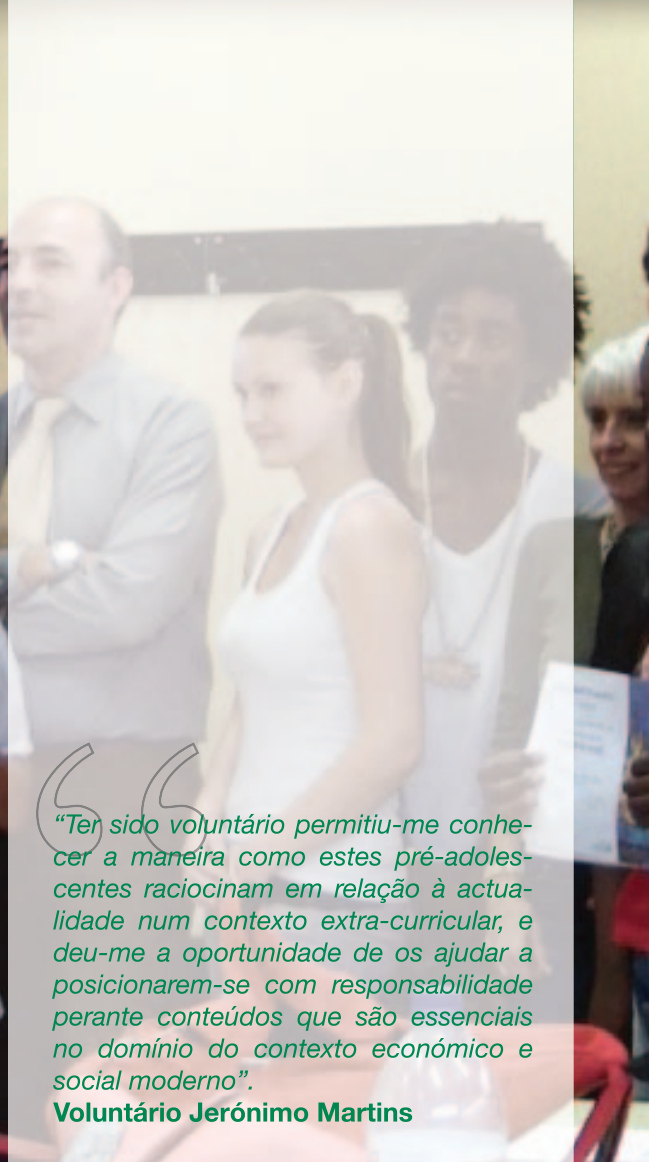 “Ter sido voluntário permitiu-me conhe-
cer a maneira como estes pré-adoles-
centes raciocinam em relação à actua-
lidade num contexto extra-curricular, e
deu-me a oportunidade de os ajudar a
posicionarem-se com responsabilidade
perante conteúdos que são essenciais
no domínio do contexto económico e
social moderno”.
Voluntário Jerónimo Martins